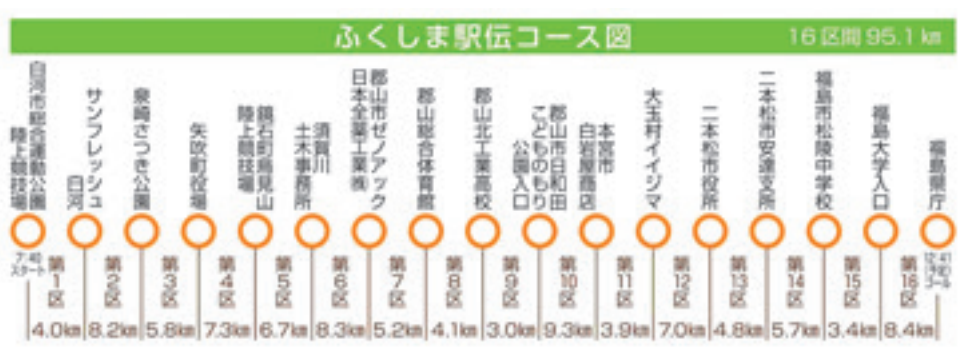 ふくしま駅伝コース図
16区間 95.1km
白河市総合運動公園
陸上競技場
サンフレッシュ
白河
泉崎さつき公園
矢吹町役場
鏡石町鳥見山
陸上競技場
須賀川
土木事務所
郡山市ゼノアック
日本全薬工業㈱
郡山総合体育館
郡山北工業高校
郡山市日和田
こどものもり
公園入口
本宮市
白岩屋商店
大玉村イイジマ
二本松市役所
二本松市安達支所
福島市松陵中学校
福島大学入口
福島県庁
7:40
スタート
第1区
第2区
第3区
第4区
第5区
第6区
第7区
第8区
第9区
第10区
第11区
第12区
第13区
第14区
第15区
第16区
12:41
ゴール
4.0km
8.2km
5.8km
7.3km
6.7km
8.3km
5.2km
4.1km
3.0km
9.3km
3.9km
7.0km
4.8km
5.7km
3.4km
8.4km